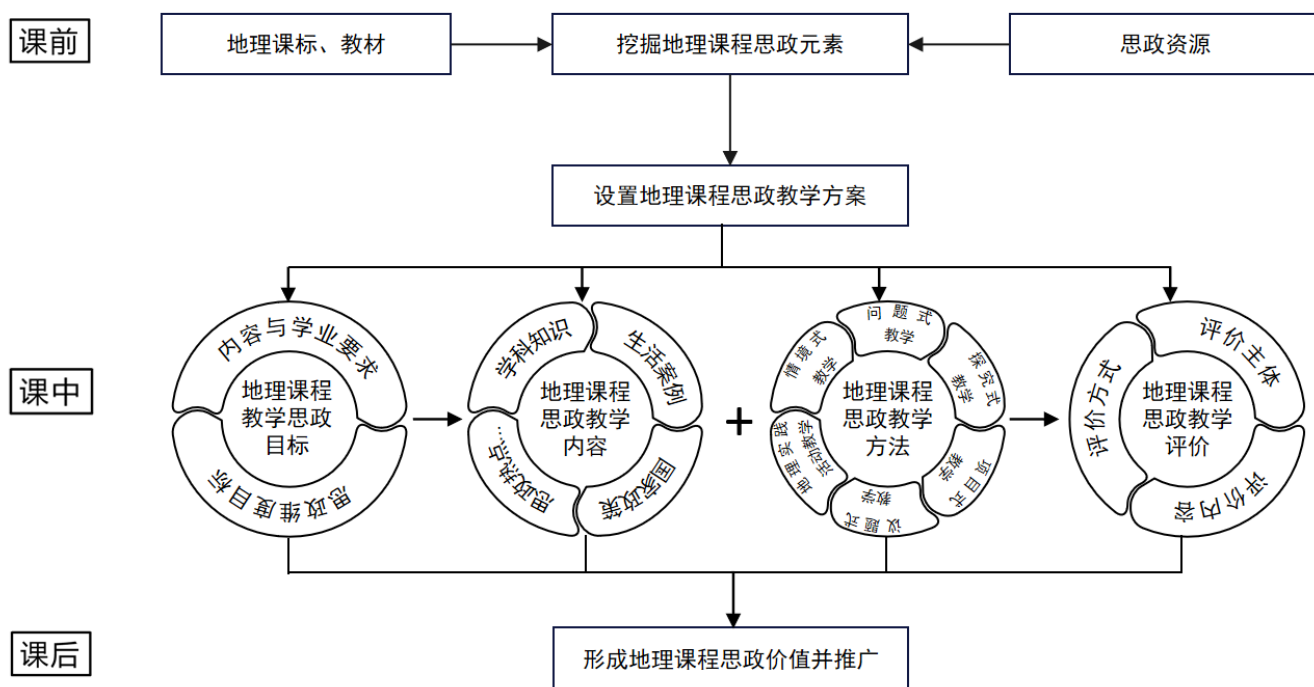 课前
地理课标、教材
挖掘地理课程思政元素
思政资源
设置地理课程思政教学方案
课中
内容与学业要求
地理课程
教学思政
目标
思政维度目标
学科知识
生活案例
地理课程
思政教学
内容
思政热点...
国家政策
+
问题式
教学
情境式
教学
探究式
教学
地理课程
思政教学
方法
地理实践
活动教学
项目式
教学
议题式
教学
评价方式
评价主体
地理课程
思政教学
评价
评价内容
课后
形成地理课程思政价值并推广